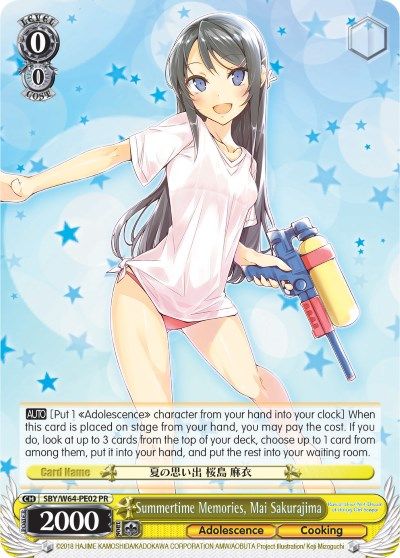 LEVEL
0
0
COST
AUTO [Put 1 «Adolescence» character from your hand into your clock] When
this card is placed on stage from your hand, you may pay the cost. If you
do, look at up to 3 cards from the top of your deck, choose up to 1 card from
among them, put it into your hand, and put the rest into your waiting room.
Card Name 夏の思い出 桜島 麻衣
CH SBY/W64-PE02 PR
2000
Summertime Memories, Mai Sakurajima
Adolescence Cooking
©2018 HAJIME KAMOSHIDA/KADOKAWA CORPORATION AMW/AOBUTA Project Illustration/ Keji Mizoguchi